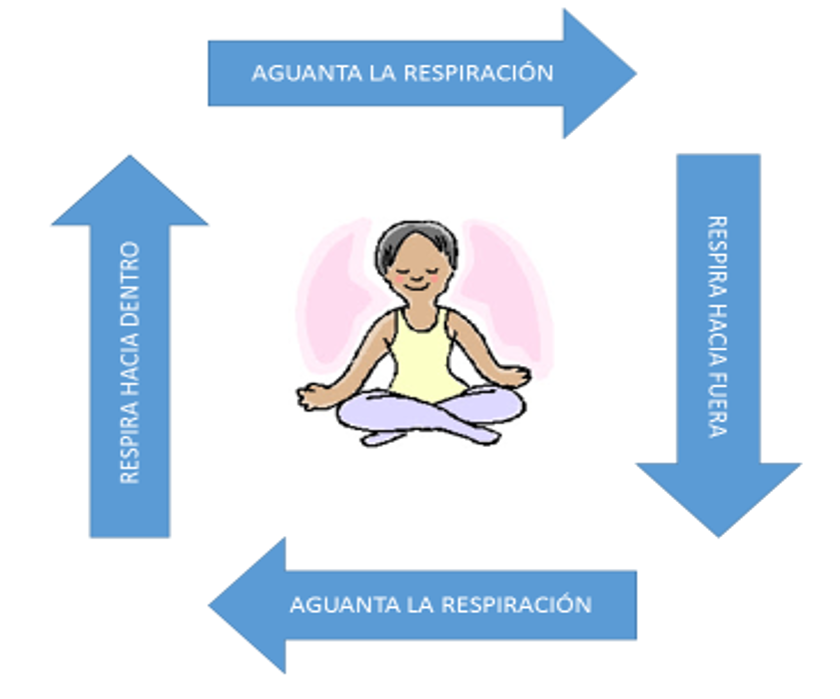 AGUANTA LA RESPIRACIÓN
RESPIRA HACIA DENTRO
RESPIRA HACIA FUERA
AGUANTA LA RESPIRACIÓN